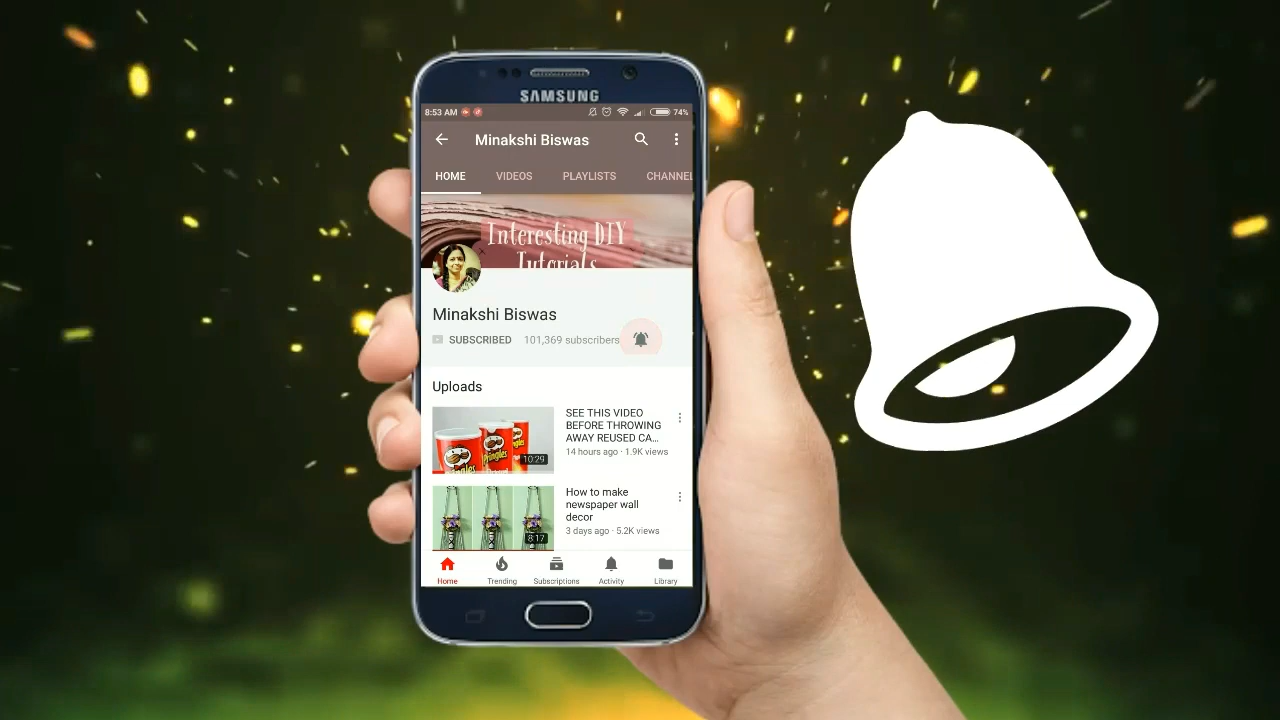 SAMSUNG
8:53 AM 74%
Minakshi Biswas
HOME VIDEOS PLAYLISTS CHANNEL
Interesting DIY
Tutorials
Minakshi Biswas
SUBSCRIBED 101,369 subscribers
Uploads
SEE THIS VIDEO
BEFORE THROWING
AWAY REUSED CA...
14 hours ago · 1.9K views
Pringles
10:29
How to make
newspaper wall
decor
3 days ago · 5.2K views
8:17
Home Trending Subscriptions Activity Library